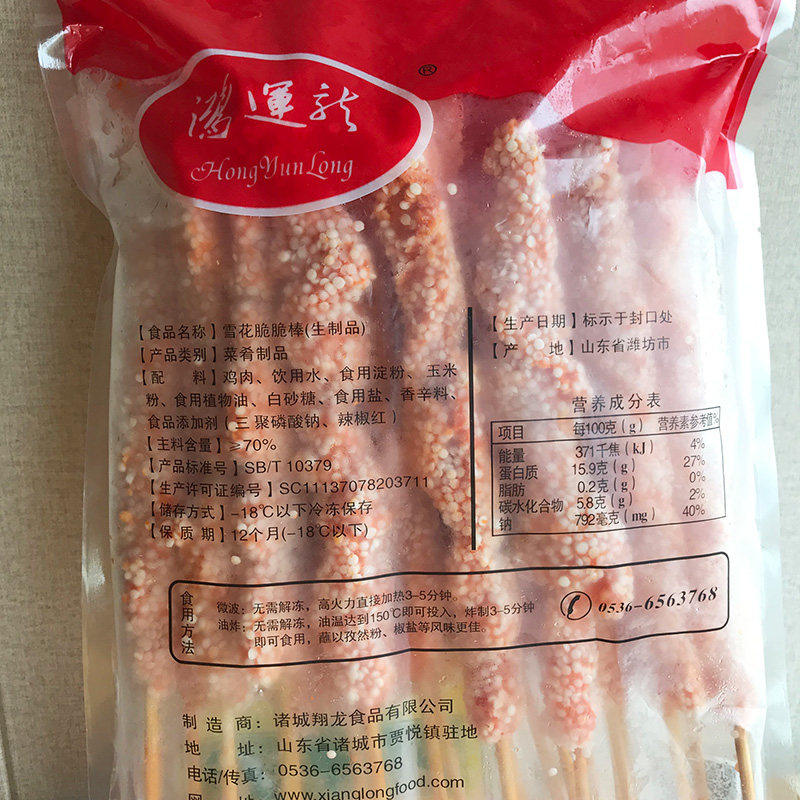 鸿運龙
®
HongYunLong
【食品名称】雪花脆脆棒(生制品)
【产品类别】菜肴制品
【配 料】鸡肉、饮用水、食用淀粉、玉米
粉、食用植物油、白砂糖、食用盐、香辛料、
食品添加剂(三聚磷酸钠、辣椒红)
【主料含量】≥70%
【产品标准号】SB/T 10379
【生产许可证编号】SC11137078203711
【储存方式】-18℃以下冷冻保存
【保 质 期】12个月(-18℃以下)
【生产日期】标示于封口处
【产 地】山东省潍坊市
营养成分表
项目 每100克(g) 营养素参考值%
能量 371千焦(kJ) 4%
蛋白质 15.9克(g) 27%
脂肪 0.2克(g) 0%
碳水化合物 5.8克(g) 2%
钠 792毫克(mg) 40%
食用方法
微波:无需解冻,高火力直接加热3-5分钟。
油炸:无需解冻,油温达到150℃即可投入,炸制3-5分钟
即可食用,蘸以孜然粉、椒盐等风味更佳。
0536-6563768
制 造 商:诸城翔龙食品有限公司
地 址:山东省诸城市贾悦镇驻地
电话/传真:0536-6563768
网 址:www.xianglongfood.com